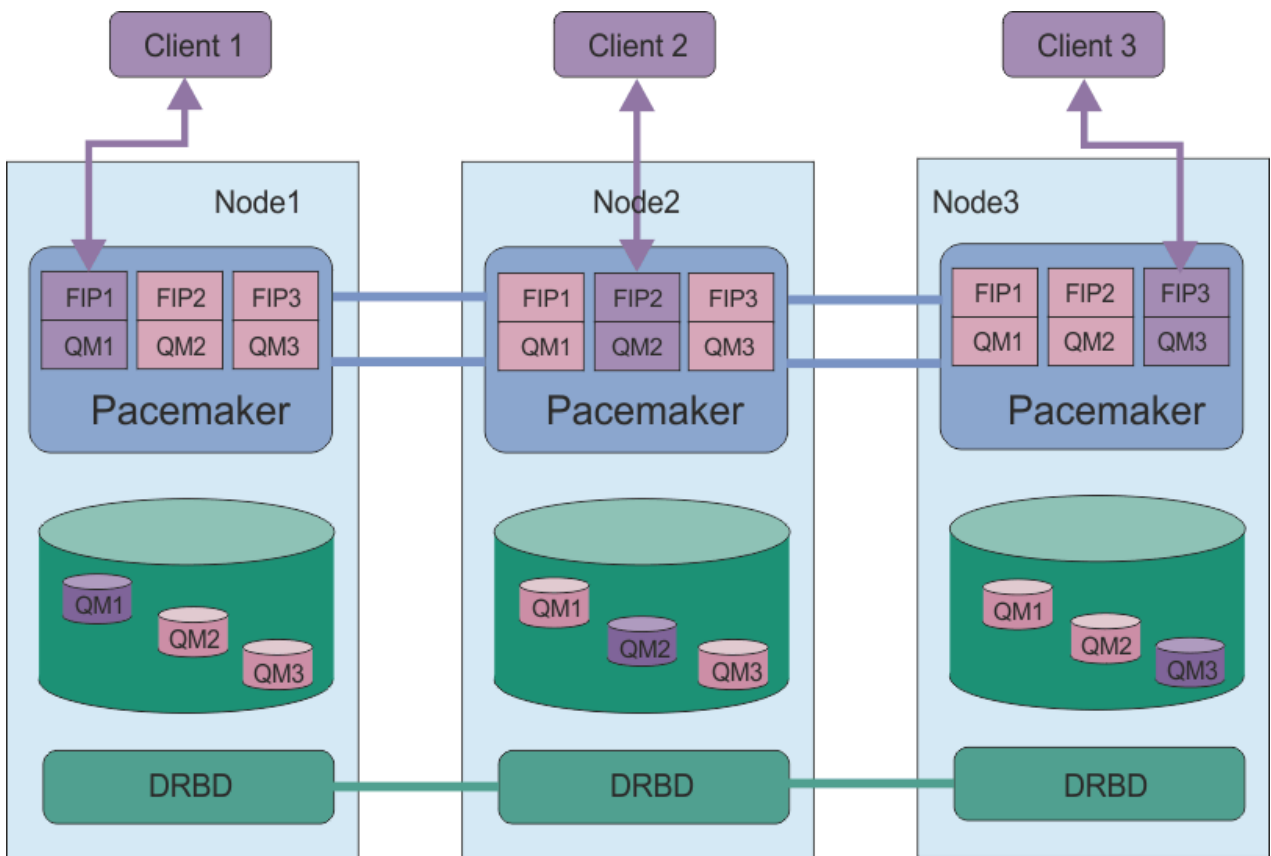 Client 1 Client 2 Client 3
Node1 Node2 Node3
FIP1 FIP2 FIP3 FIP1 FIP2 FIP3 FIP1 FIP2 FIP3
QM1 QM2 QM3 QM1 QM2 QM3 QM1 QM2 QM3
Pacemaker Pacemaker Pacemaker
QM1 QM2 QM3 QM1 QM2 QM3 QM1 QM2 QM3
DRBD DRBD DRBD